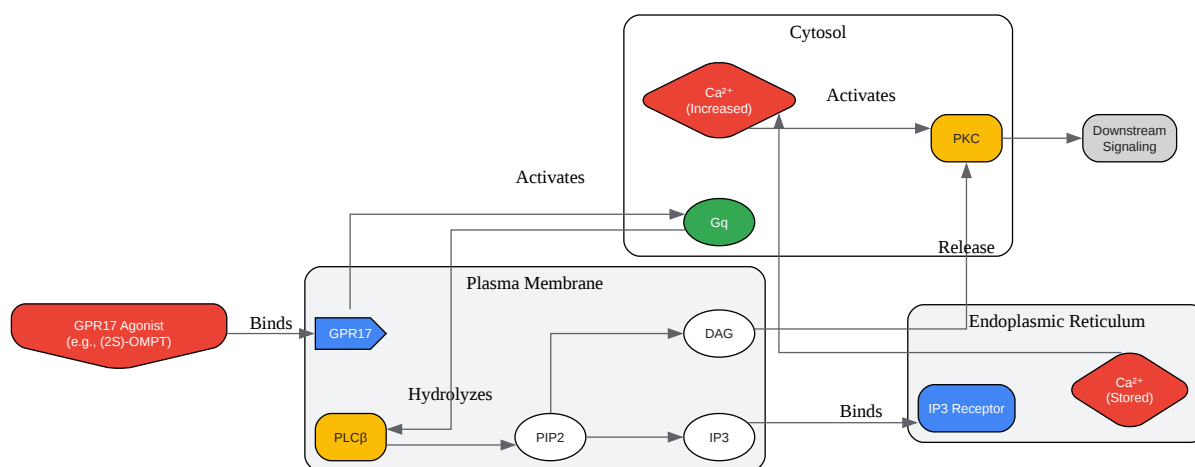 Cytosol
Ca²⁺
(Increased)
Activates
PKC
Downstream
Signaling
Activates
Gq
Release
Plasma Membrane
GPR17 Agonist
(e.g., (2S)-OMPT)
Binds
GPR17
DAG
Endoplasmic Reticulum
Hydrolyzes
PLCβ
PIP2
IP3
Binds
IP3 Receptor
Ca²⁺
(Stored)